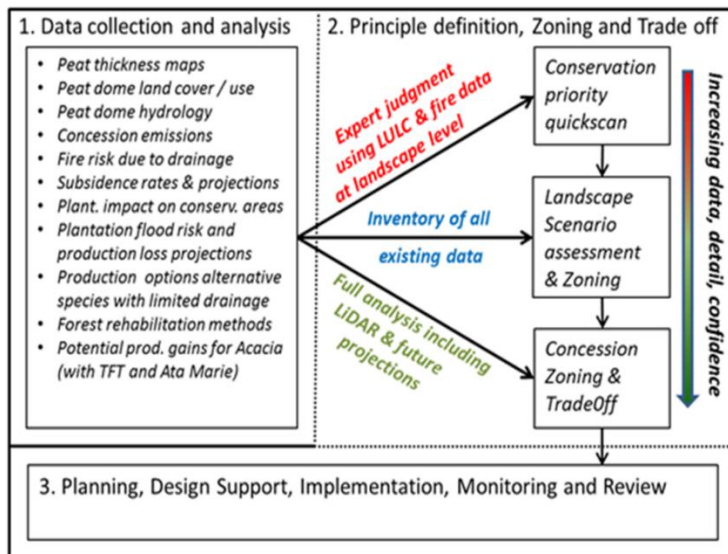 1. Data collection and analysis
• Peat thickness maps
• Peat dome land cover / use
• Peat dome hydrology
• Concession emissions
• Fire risk due to drainage
• Subsidence rates & projections
• Plant. impact on conserv. areas
• Plantation flood risk and
production loss projections
• Production options alternative
species with limited drainage
• Forest rehabilitation methods
• Potential prod. gains for Acacia
(with TFT and Ata Marie)
2. Principle definition, Zoning and Trade off
Expert judgment
using LULC & fire data
at landscape level
Inventory of all
existing data
Full analysis including
LiDAR & future
projections
Conservation
priority
quickscan
Landscape
Scenario
assessment
& Zoning
Concession
Zoning &
TradeOff
Increasing data, detail, confidence
3. Planning, Design Support, Implementation, Monitoring and Review